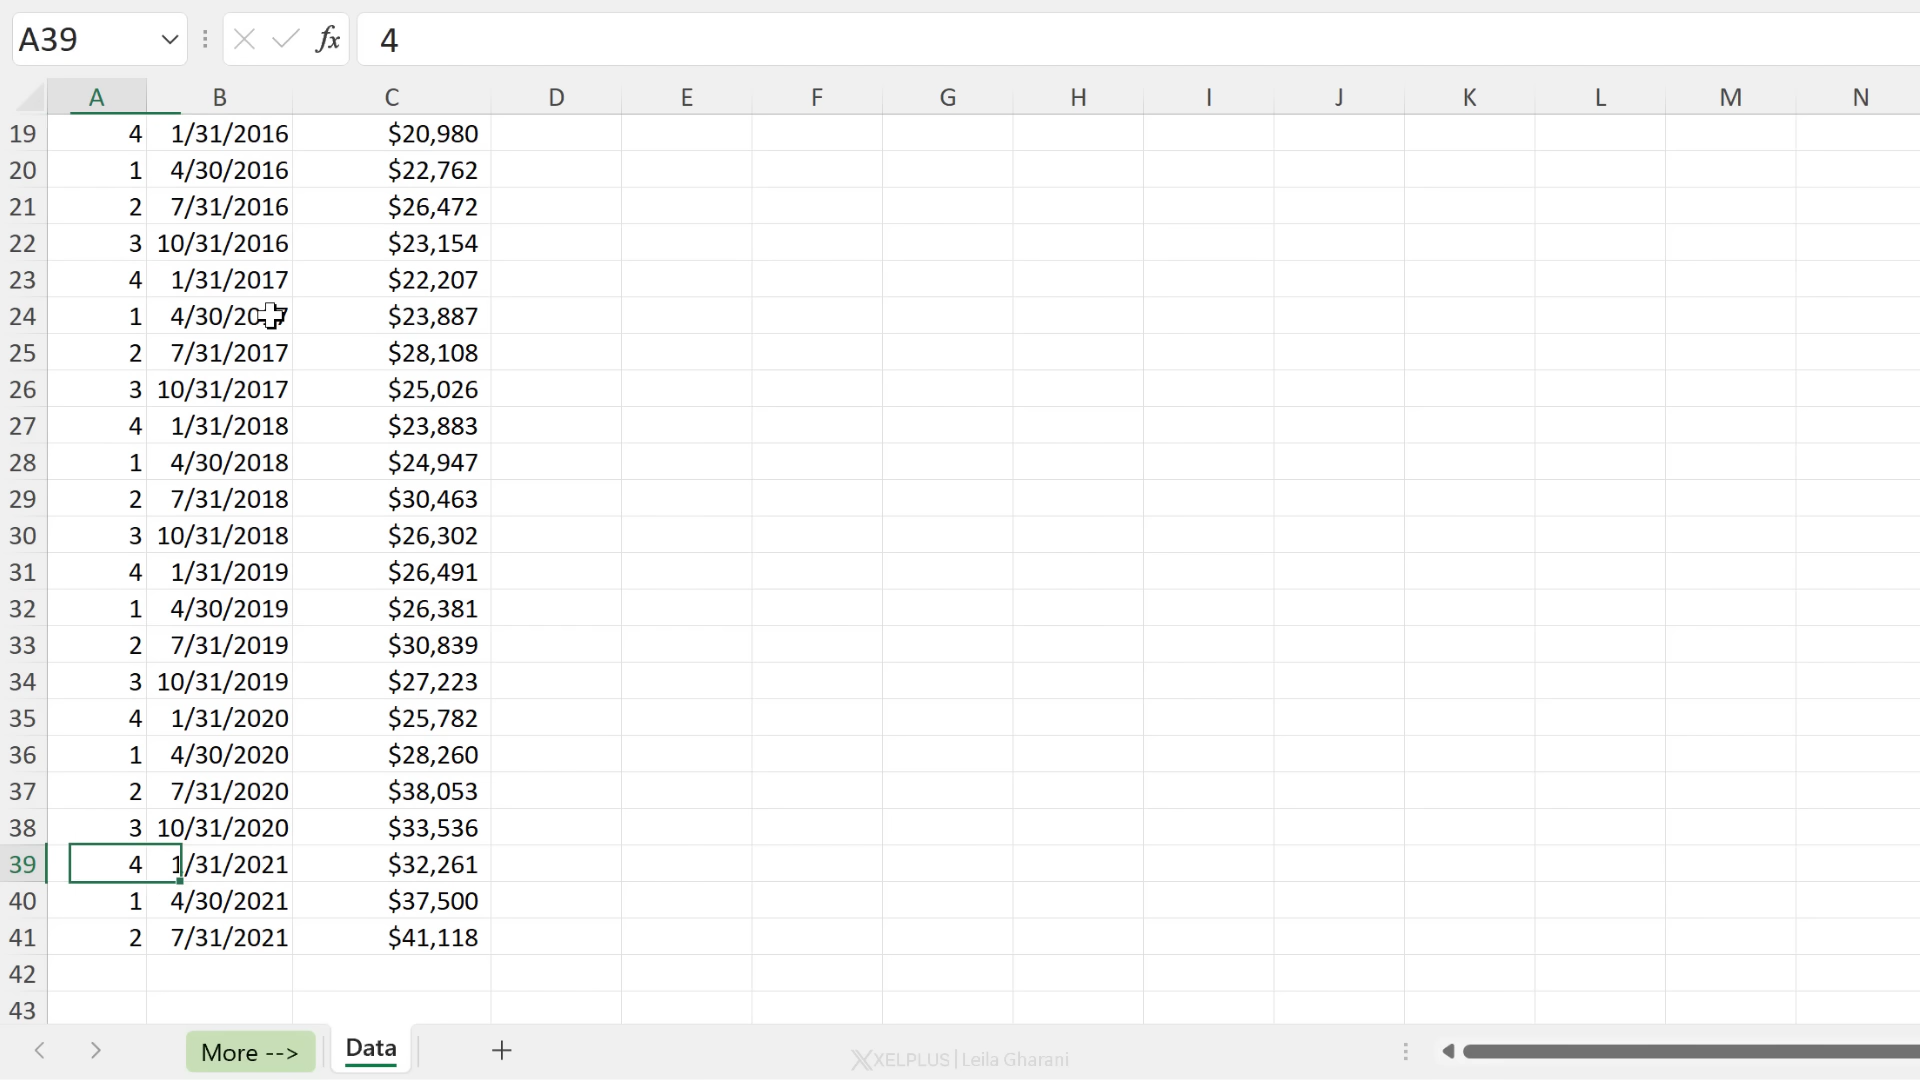 A39 fx 4
A B C D E F G H I J K L M N
19 4 1/31/2016 $20,980
20 1 4/30/2016 $22,762
21 2 7/31/2016 $26,472
22 3 10/31/2016 $23,154
23 4 1/31/2017 $22,207
24 1 4/30/2017 $23,887
25 2 7/31/2017 $28,108
26 3 10/31/2017 $25,026
27 4 1/31/2018 $23,883
28 1 4/30/2018 $24,947
29 2 7/31/2018 $30,463
30 3 10/31/2018 $26,302
31 4 1/31/2019 $26,491
32 1 4/30/2019 $26,381
33 2 7/31/2019 $30,839
34 3 10/31/2019 $27,223
35 4 1/31/2020 $25,782
36 1 4/30/2020 $28,260
37 2 7/31/2020 $38,053
38 3 10/31/2020 $33,536
39 4 1/31/2021 $32,261
40 1 4/30/2021 $37,500
41 2 7/31/2021 $41,118
42
43
More --> Data
XELPLUS | Leila Gharani